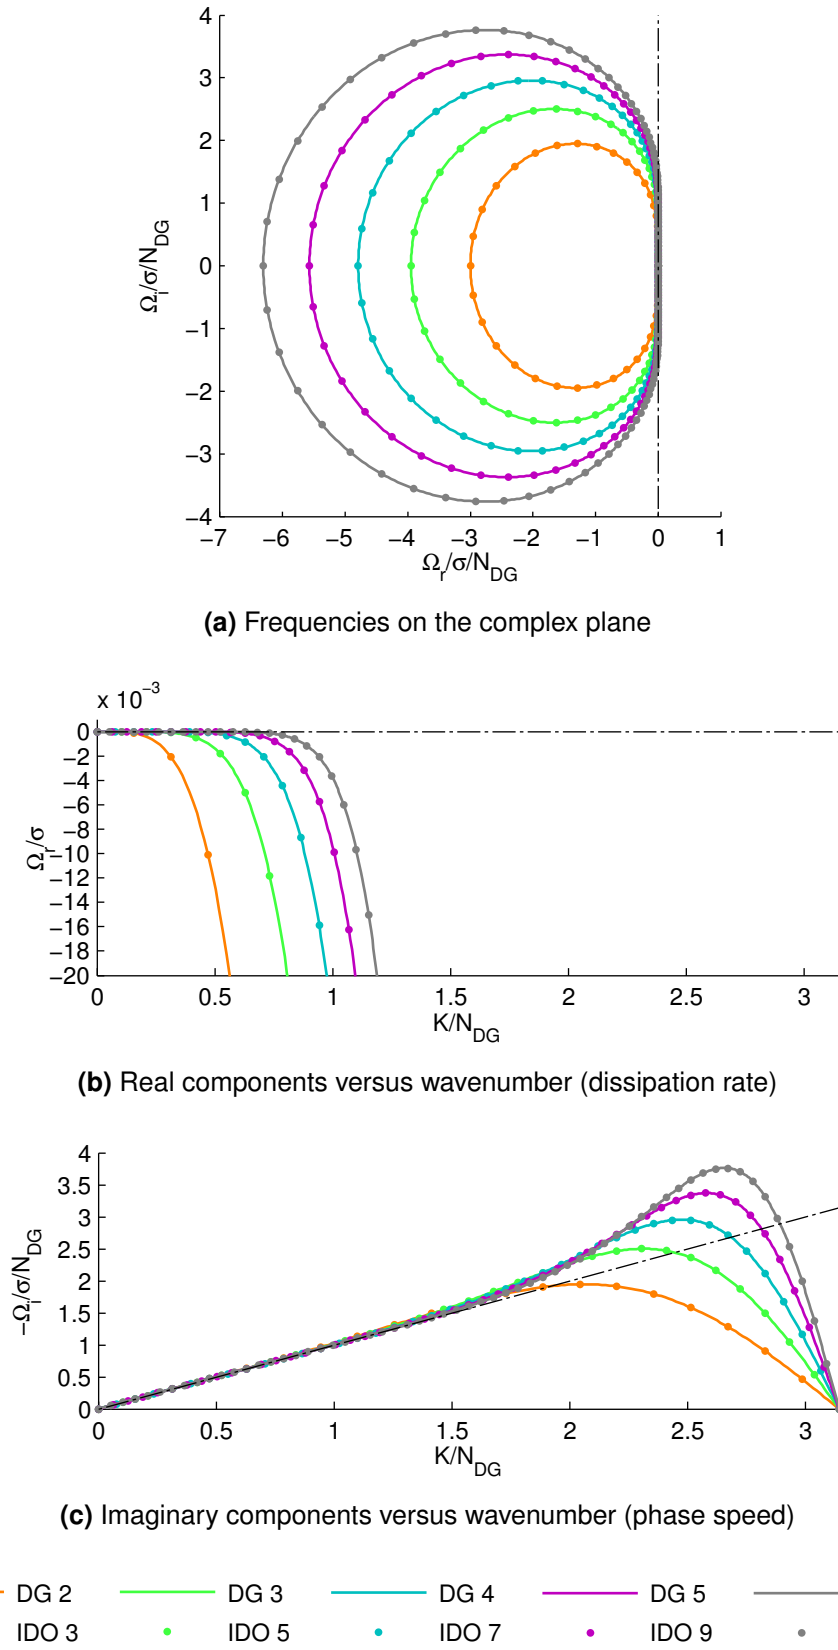 4
3
2
1
0
−1
−2
−3
−4
Ω_i/σ/N_DG
−7 −6 −5 −4 −3 −2 −1 0 1
Ω_r/σ/N_DG
(a) Frequencies on the complex plane
x 10^−3
0
−2
−4
−6
−8
−10
−12
−14
−16
−18
−20
Ω_r/σ
0 0.5 1 1.5 2 2.5 3
K/N_DG
(b) Real components versus wavenumber (dissipation rate)
4
3.5
3
2.5
2
1.5
1
0.5
0
−Ω_i/σ/N_DG
0 0.5 1 1.5 2 2.5 3
K/N_DG
(c) Imaginary components versus wavenumber (phase speed)
DG 2 DG 3 DG 4 DG 5
IDO 3 IDO 5 IDO 7 IDO 9